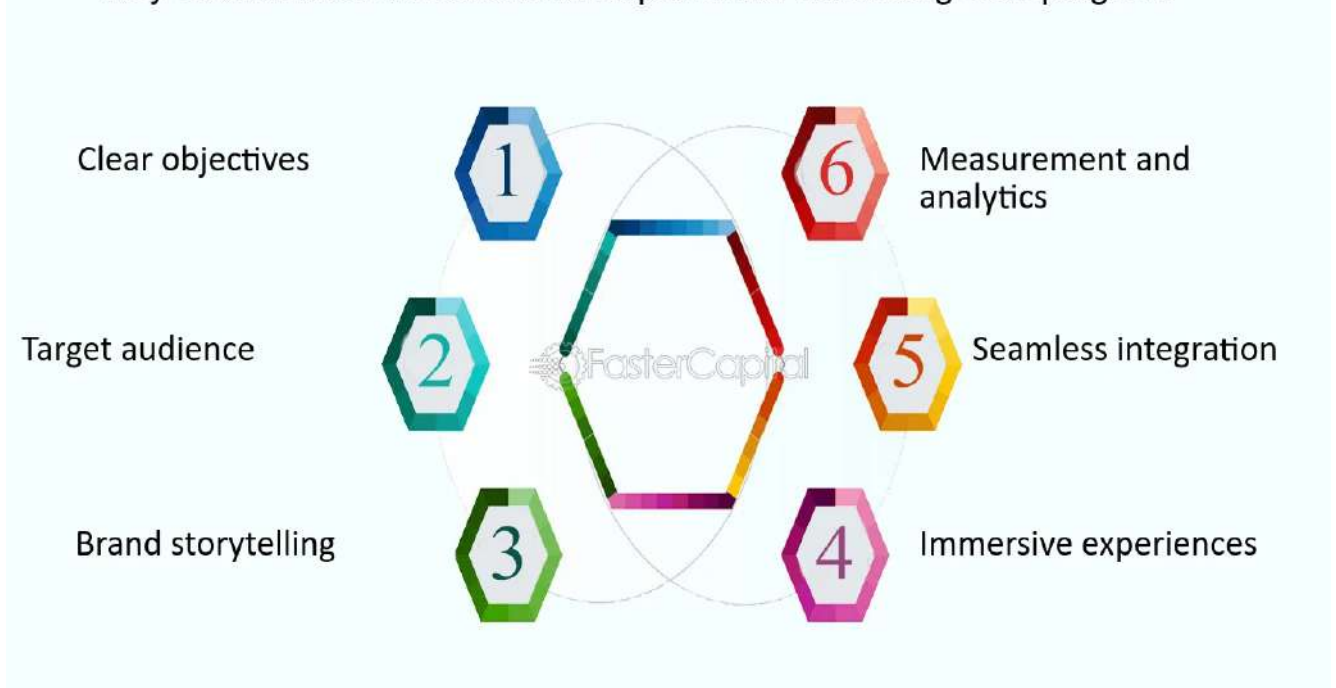 Clear objectives
1
6
Measurement and
analytics
Target audience
2
FasterCapital
5
Seamless integration
Brand storytelling
3
4
Immersive experiences